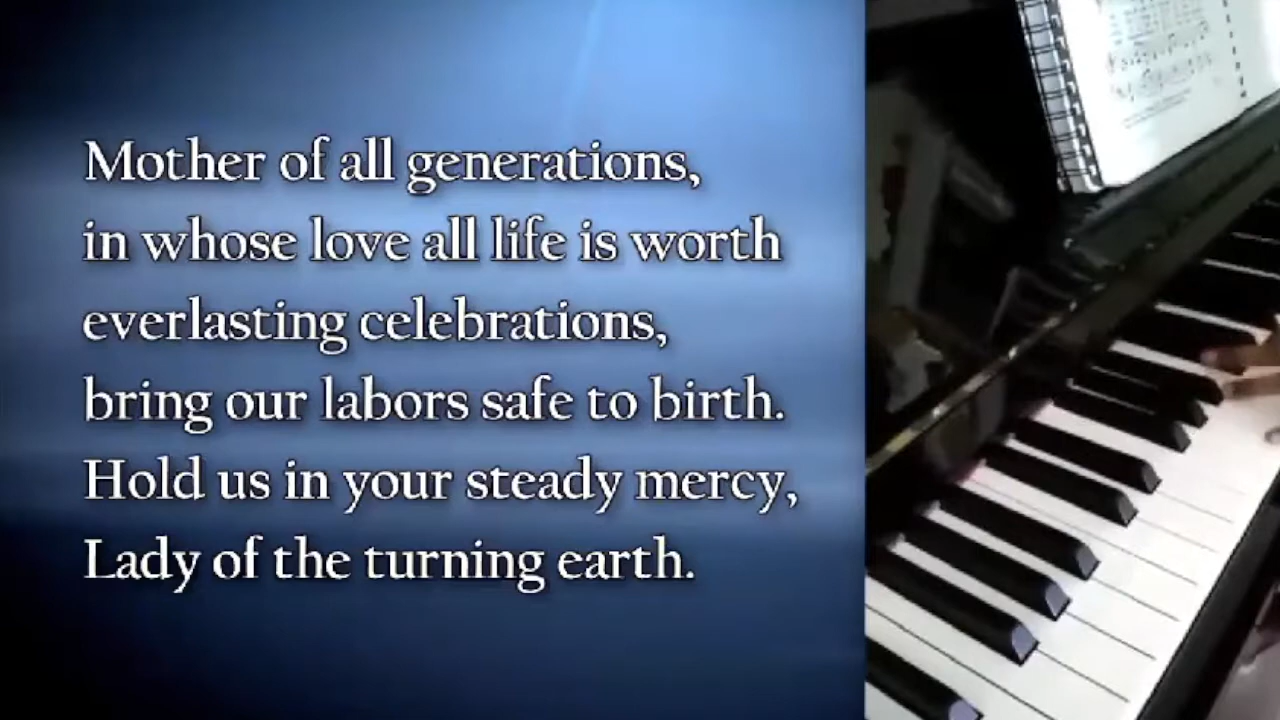 Mother of all generations,
in whose love all life is worth
everlasting celebrations,
bring our labors safe to birth.
Hold us in your steady mercy,
Lady of the turning earth.